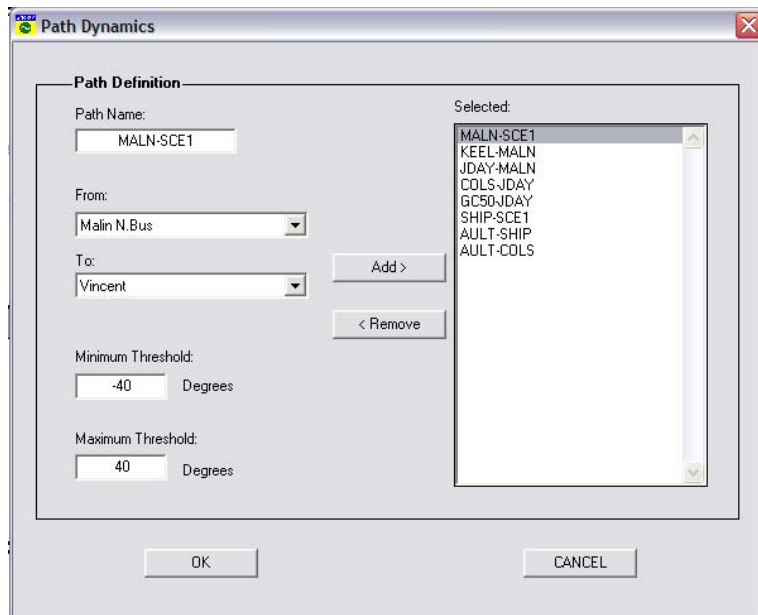 Path Dynamics
Path Definition
Path Name:
MALN-SCE1
From:
Malin N.Bus
To:
Vincent
Minimum Threshold:
-40 Degrees
Maximum Threshold:
40 Degrees
Add >
< Remove
Selected:
MALN-SCE1
KEEL-MALN
JDAY-MALN
COLS-JDAY
GC50-JDAY
SHIP-SCE1
AULT-SHIP
AULT-COLS
OK
CANCEL